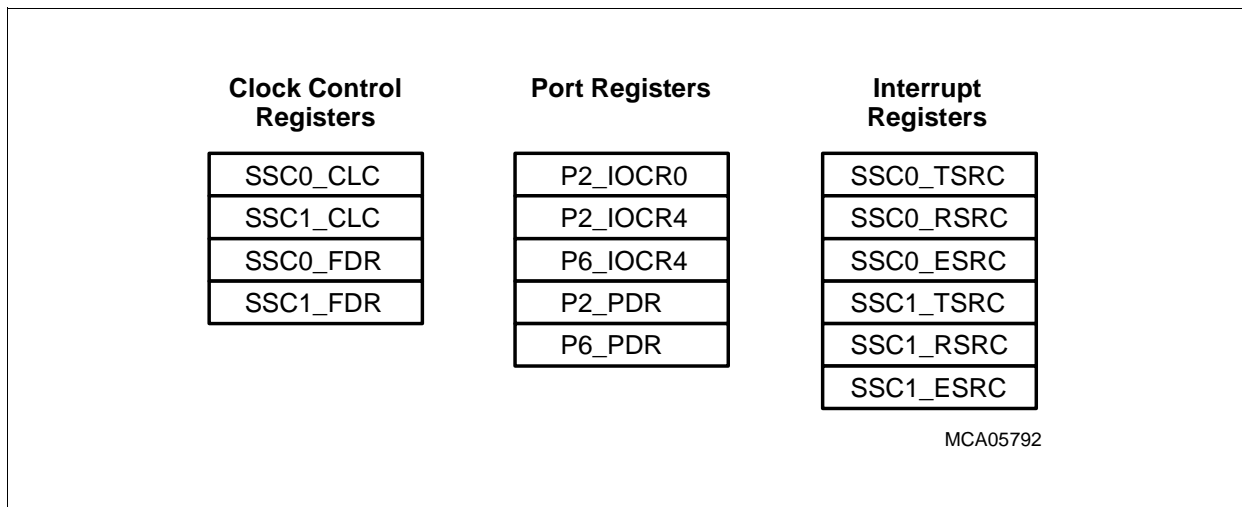 Clock Control
Registers
SSC0_CLC
SSC1_CLC
SSC0_FDR
SSC1_FDR
Port Registers
P2_IOCR0
P2_IOCR4
P6_IOCR4
P2_PDR
P6_PDR
Interrupt
Registers
SSC0_TSRC
SSC0_RSRC
SSC0_ESRC
SSC1_TSRC
SSC1_RSRC
SSC1_ESRC
MCA05792